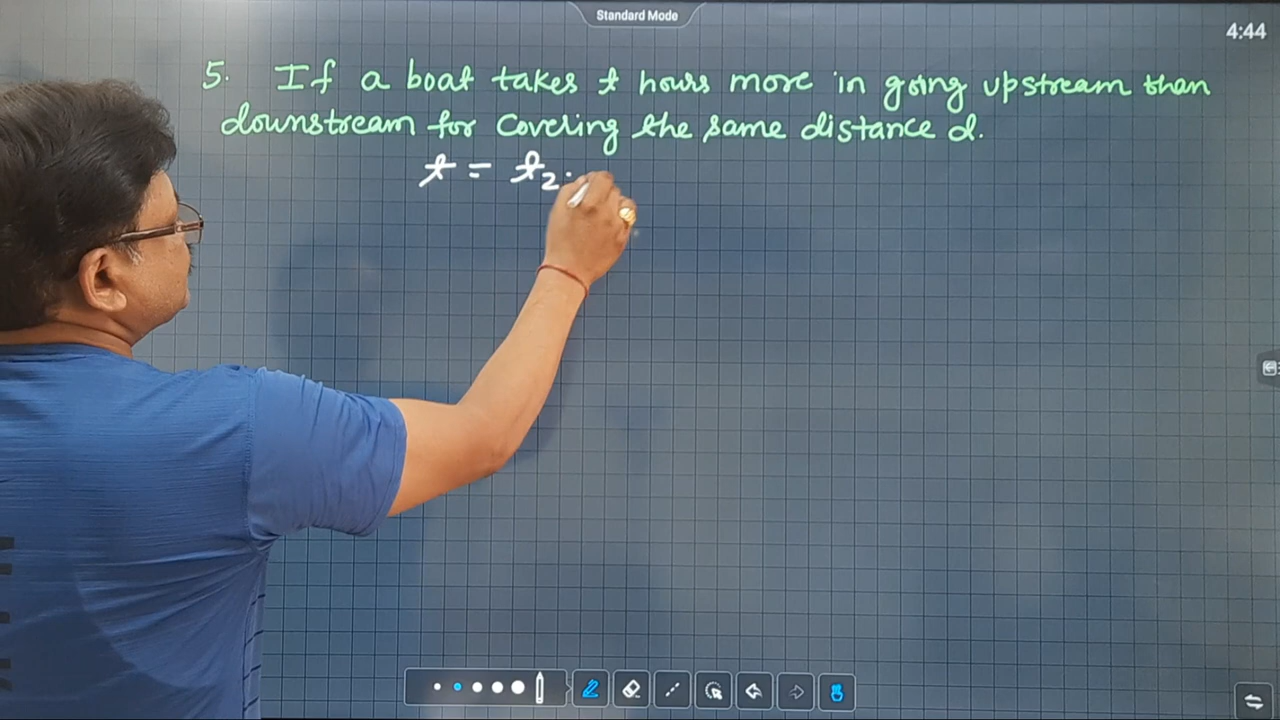 Standard Mode
4:44
5. If a boat takes t hours more in going upstream than
downstream for covering the same distance d.
t = t₂